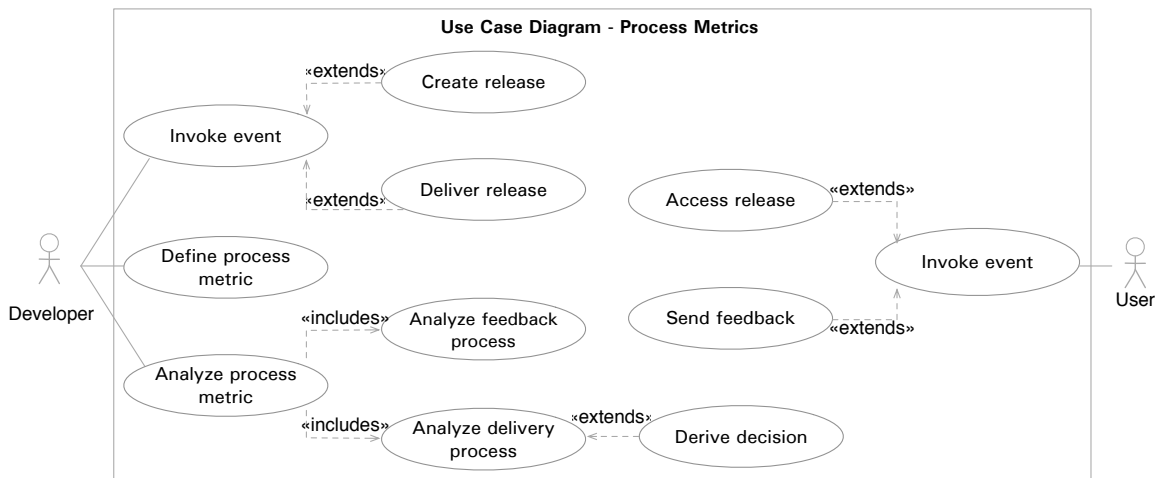 Use Case Diagram - Process Metrics
«extends»
Create release
Invoke event
«extends»
Deliver release
Access release
«extends»
Define process
metric
Invoke event
Developer
User
«includes»
Analyze feedback
process
Send feedback
«extends»
Analyze process
metric
«includes»
Analyze delivery
process
«extends»
Derive decision